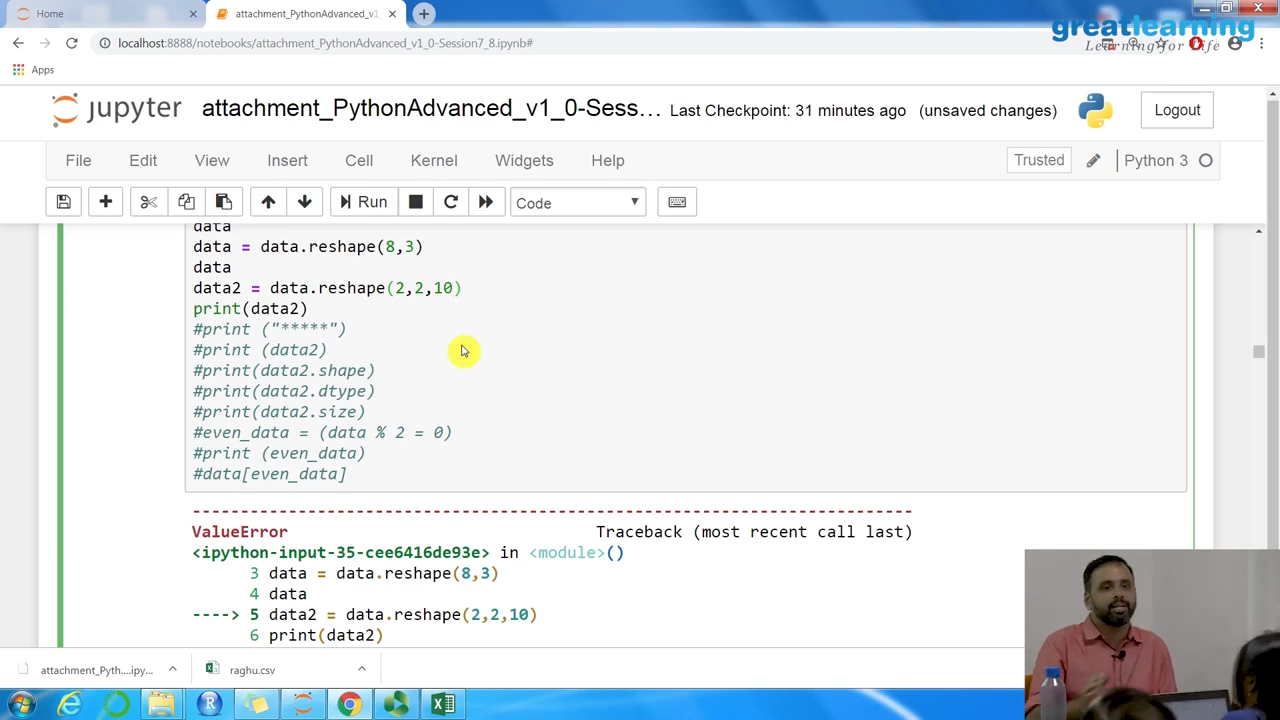 Home
attachment_PythonAdvanced_v1_
greatlearning
Learning for Life
localhost:8888/notebooks/attachment_PythonAdvanced_v1_0-Session7_8.ipynb#
Apps
jupyter
attachment_PythonAdvanced_v1_0-Sess... Last Checkpoint: 31 minutes ago (unsaved changes)
Logout
File Edit View Insert Cell Kernel Widgets Help
Trusted
Python 3
Run
Code
data
data = data.reshape(8,3)
data
data2 = data.reshape(2,2,10)
print(data2)
#print ("*****")
#print (data2)
#print(data2.shape)
#print(data2.dtype)
#print(data2.size)
#even_data = (data % 2 = 0)
#print (even_data)
#data[even_data]
---------------------------------------------------------------------------
ValueError Traceback (most recent call last)
<ipython-input-35-cee6416de93e> in <module>()
3 data = data.reshape(8,3)
4 data
----> 5 data2 = data.reshape(2,2,10)
6 print(data2)
attachment_Pyth....ipy...
raghu.csv